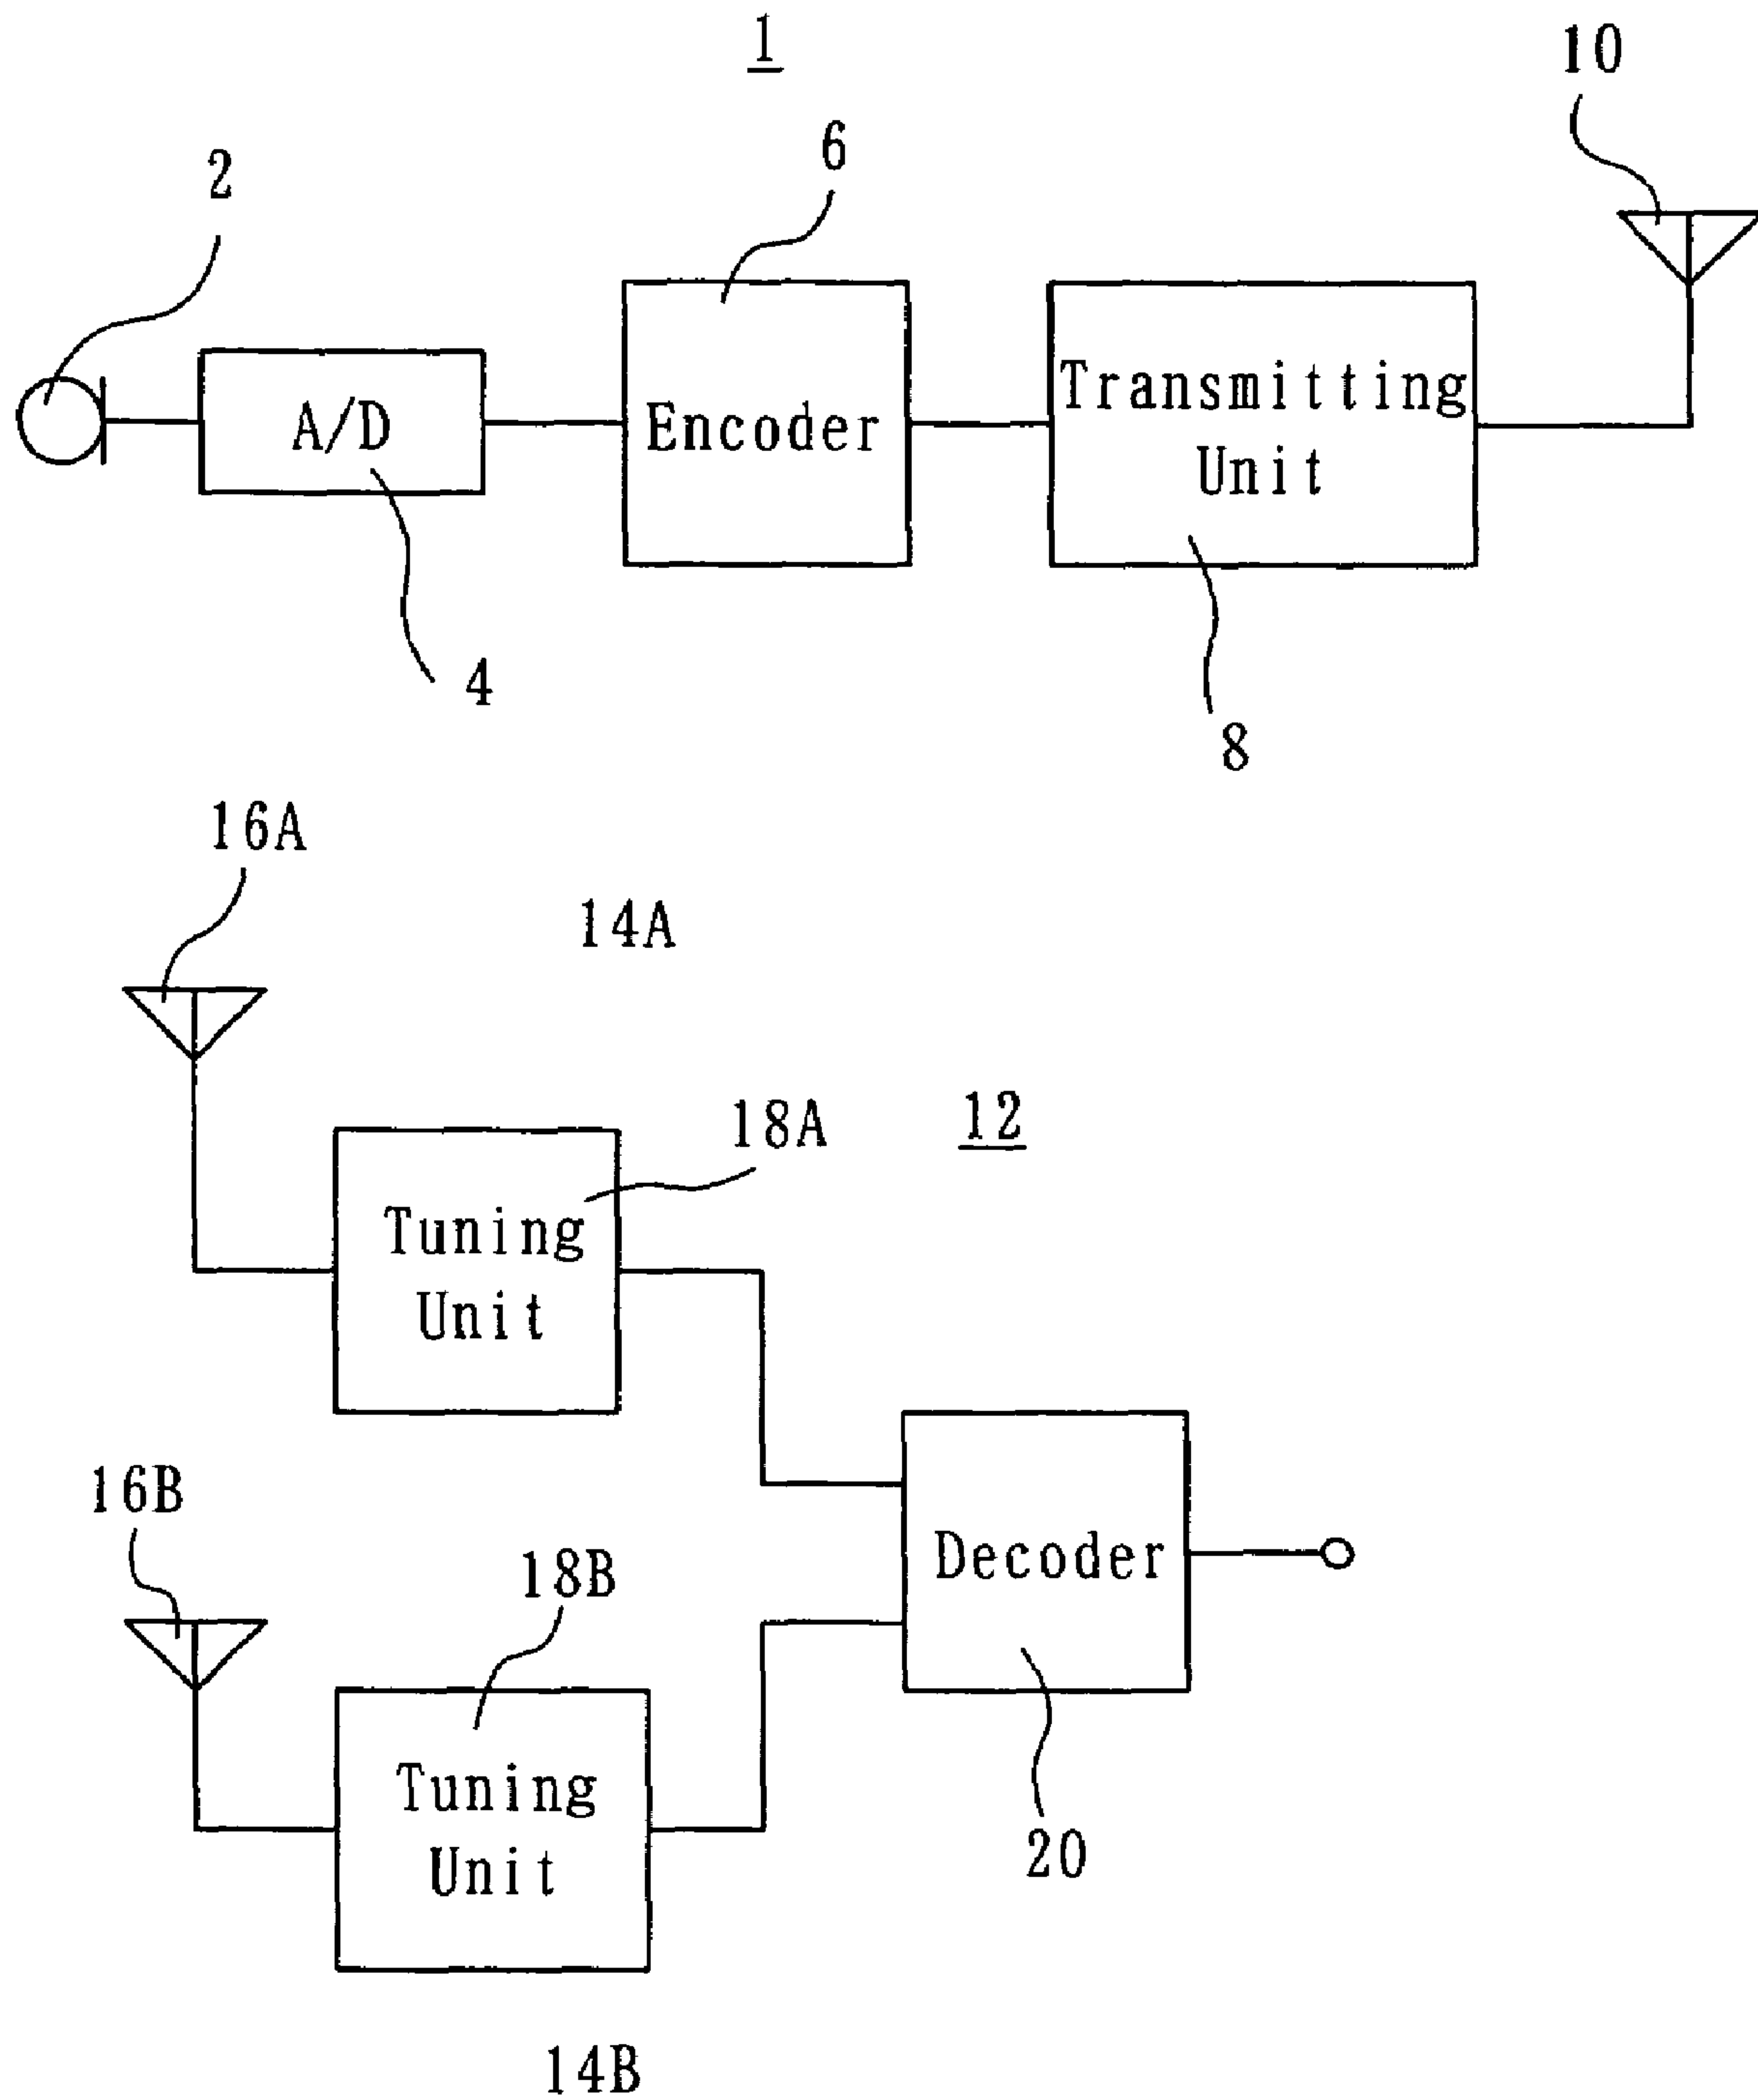 1
10
6
2
A/D
Encoder
Transmitting
Unit
4
8
16A
14A
18A
12
Tuning
Unit
16B
18B
Decoder
Tuning
Unit
20
14B